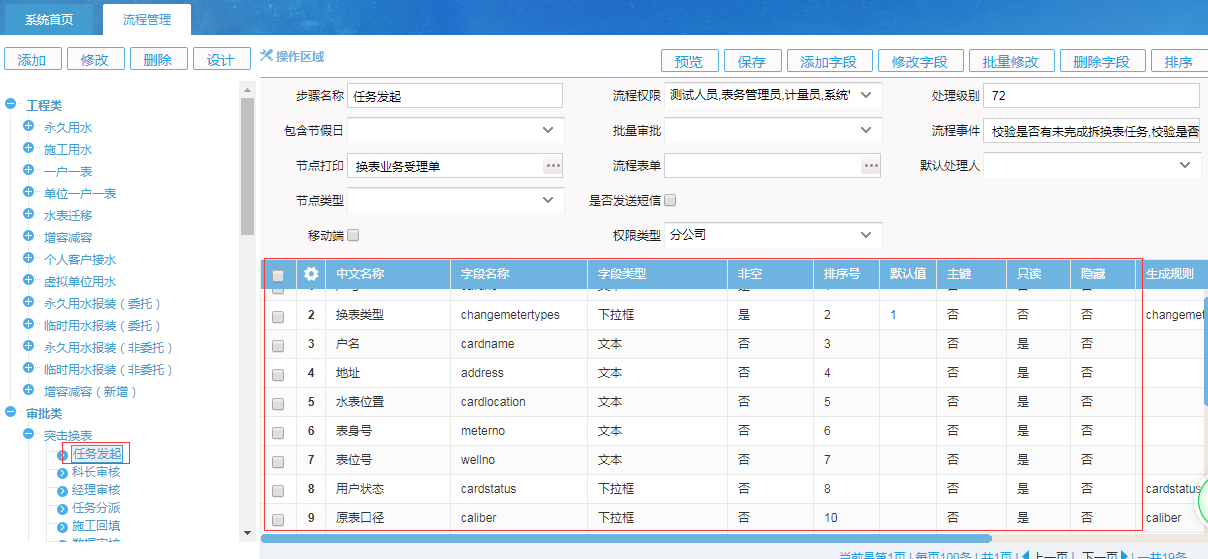 系统首页 流程管理
添加 修改 删除 设计
操作区域 预览 保存 添加字段 修改字段 批量修改 删除字段 排序
工程类
永久用水
施工用水
一户一表
单位一户一表
水表迁移
增容减容
个人客户接水
虚拟单位用水
永久用水报装（委托）
临时用水报装（委托）
永久用水报装（非委托）
临时用水报装（非委托）
增容减容（新增）
审批类
突击换表
任务发起
科长审核
经理审核
任务分派
施工回填
步骤名称 任务发起 流程权限 测试人员,表务管理员,计量员,系统 处理级别 72
包含节假日 批量审批 流程事件 校验是否有未完成拆换表任务,校验是否
节点打印 换表业务受理单 流程表单 默认处理人
节点类型 是否发送短信
移动端 权限类型 分公司
中文名称 字段名称 字段类型 非空 排序号 默认值 主键 只读 隐藏 生成规则
2 换表类型 changemetertypes 下拉框 是 2 1 否 否 否 changemet
3 户名 cardname 文本 否 3 否 是 否
4 地址 address 文本 否 4 否 是 否
5 水表位置 cardlocation 文本 否 5 否 是 否
6 表身号 meterno 文本 否 6 否 是 否
7 表位号 wellno 文本 否 7 否 是 否
8 用户状态 cardstatus 下拉框 否 8 否 是 否 cardstatus
9 原表口径 caliber 下拉框 否 10 否 是 否 caliber
当前是第1页 | 每页100条 | 共1页 | 上一页 | 下一页 | 一共19条